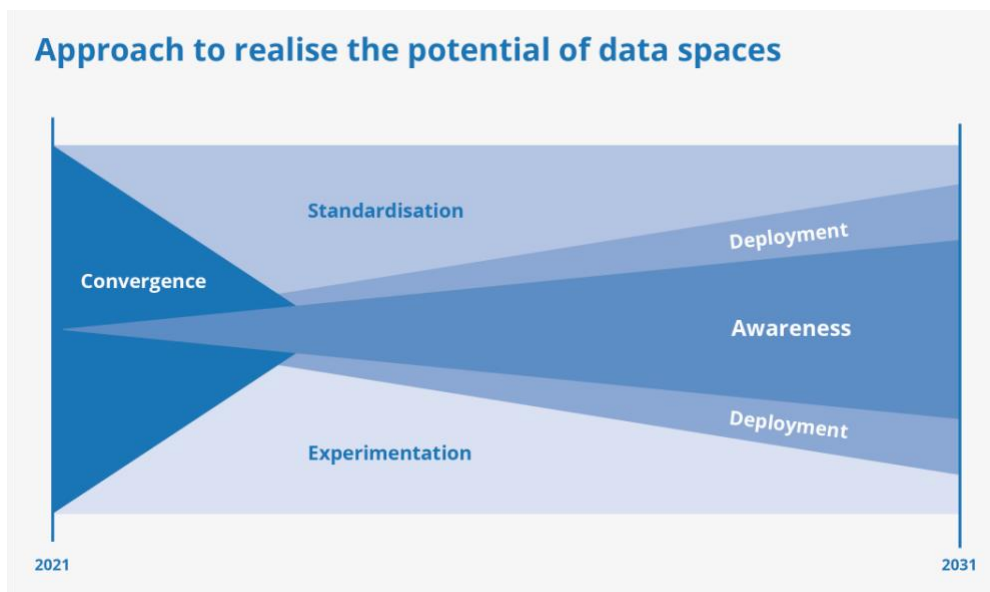 Approach to realise the potential of data spaces
Standardisation
Deployment
Convergence
Awareness
Deployment
Experimentation
2021
2031